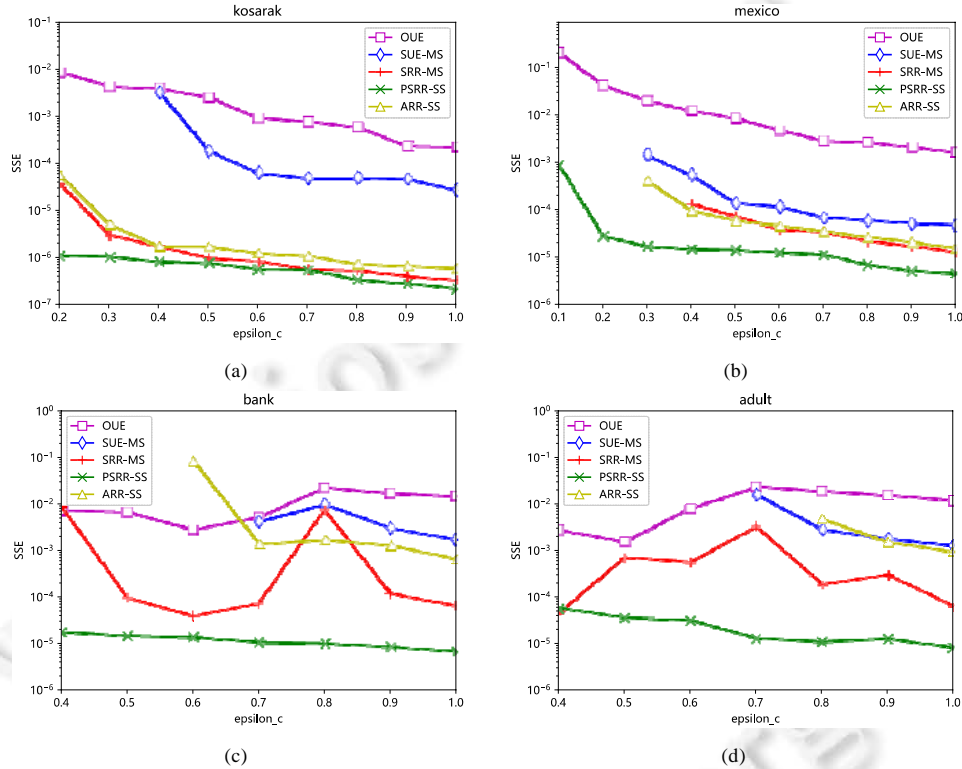 kosarak
10⁻¹
10⁻²
10⁻³
10⁻⁴
10⁻⁵
10⁻⁶
10⁻⁷
SSE
OUE
SUE-MS
SRR-MS
PSRR-SS
ARR-SS
0.2 0.3 0.4 0.5 0.6 0.7 0.8 0.9 1.0
epsilon_c
(a)
mexico
10⁻¹
10⁻²
10⁻³
10⁻⁴
10⁻⁵
10⁻⁶
SSE
OUE
SUE-MS
SRR-MS
PSRR-SS
ARR-SS
0.1 0.2 0.3 0.4 0.5 0.6 0.7 0.8 0.9 1.0
epsilon_c
(b)
bank
10⁰
10⁻¹
10⁻²
10⁻³
10⁻⁴
10⁻⁵
10⁻⁶
SSE
OUE
SUE-MS
SRR-MS
PSRR-SS
ARR-SS
0.4 0.5 0.6 0.7 0.8 0.9 1.0
epsilon_c
(c)
adult
10⁰
10⁻¹
10⁻²
10⁻³
10⁻⁴
10⁻⁵
10⁻⁶
SSE
OUE
SUE-MS
SRR-MS
PSRR-SS
ARR-SS
0.4 0.5 0.6 0.7 0.8 0.9 1.0
epsilon_c
(d)